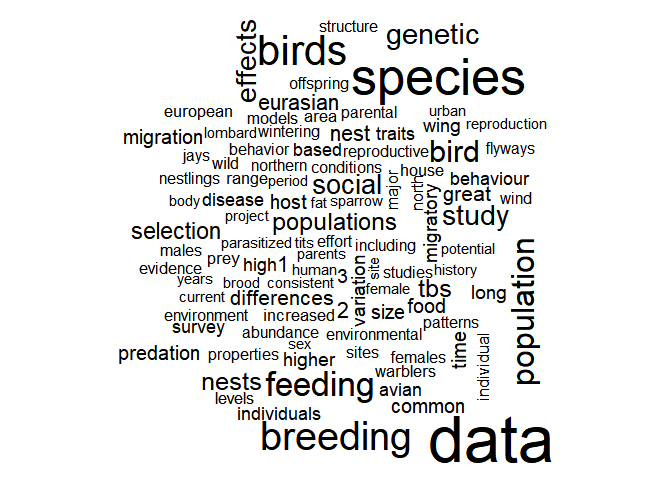 structure
effects
birds
genetic
species
offspring
eurasian
european
models area parental
urban
migration lombard wintering nest traits wing reproduction
behavior based reproductive bird flyways
jays
wild northern conditions
nestlings range period social major north house behaviour
great wind
body disease host fat sparrow
project populations migratory study
selection
parasitized tits effort including potential
males
prey parents
evidence high 1 human 3 site studies history
years brood consistent variation female tbs long population
current differences
environment increased 2 size food
survey abundance environmental patterns
sex time individual
predation properties higher sites females
warblers
nests feeding avian
levels
individuals common
breeding data